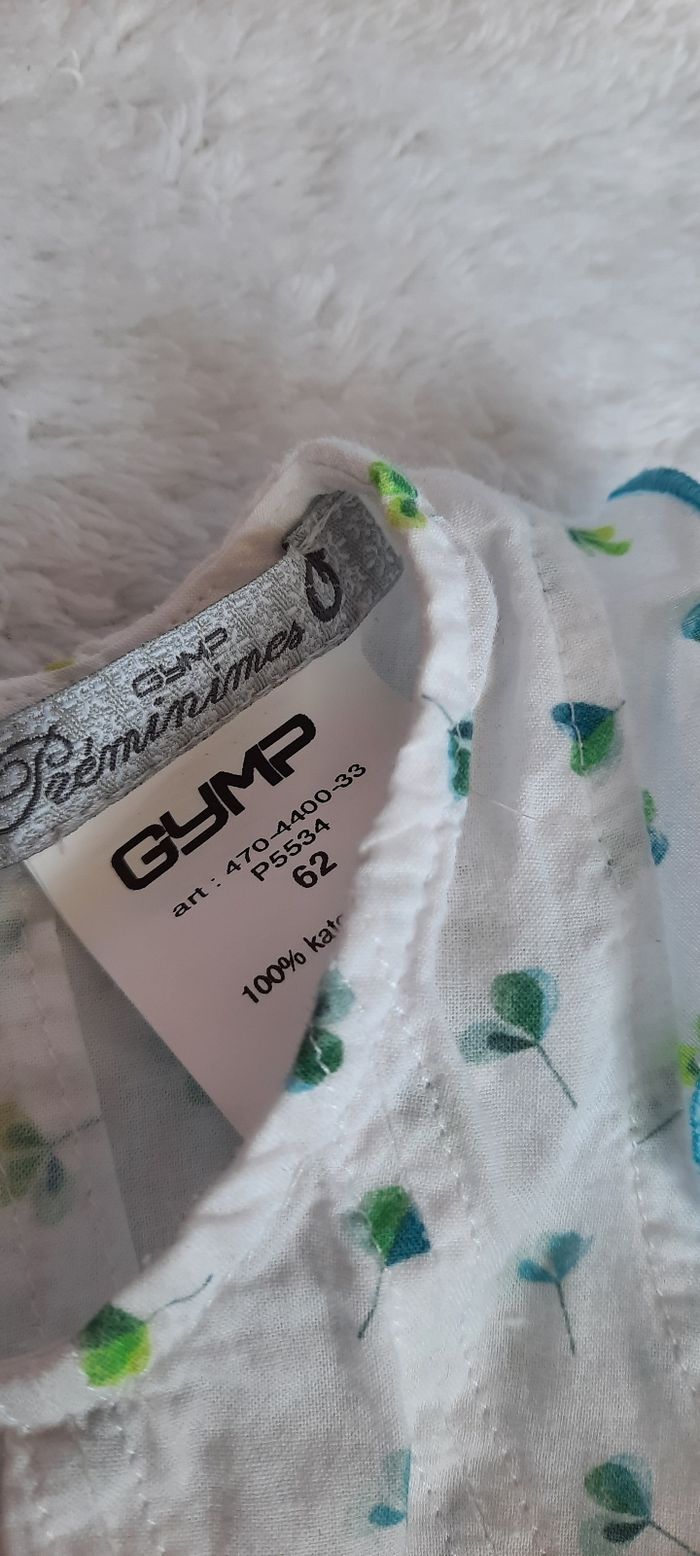 GYMP
Préminimes
GYMP
art : 470-4400-33
P5534
62
100% kato